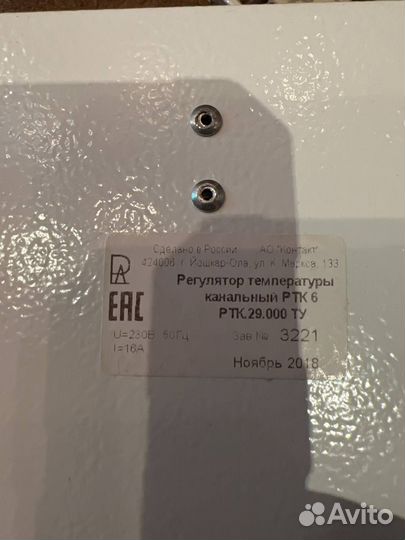 Сделано в России АО "Контакт"
424006 г. Йошкар-Ола, ул. К. Маркса, 133
Регулятор температуры
канальный РТК 6
РТК.29.000 ТУ
EAC
U=230В 50Гц
I=16А
Зав № 3221
Ноябрь 2018
Avito